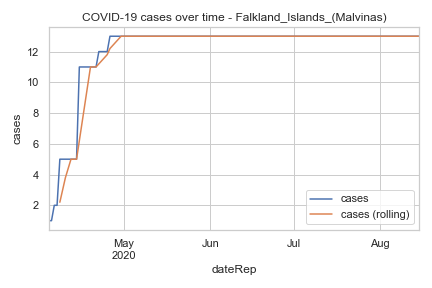 COVID-19 cases over time - Falkland_Islands_(Malvinas)
12
10
8
6
4
2
cases
May
2020
Jun
Jul
Aug
dateRep
cases
cases (rolling)